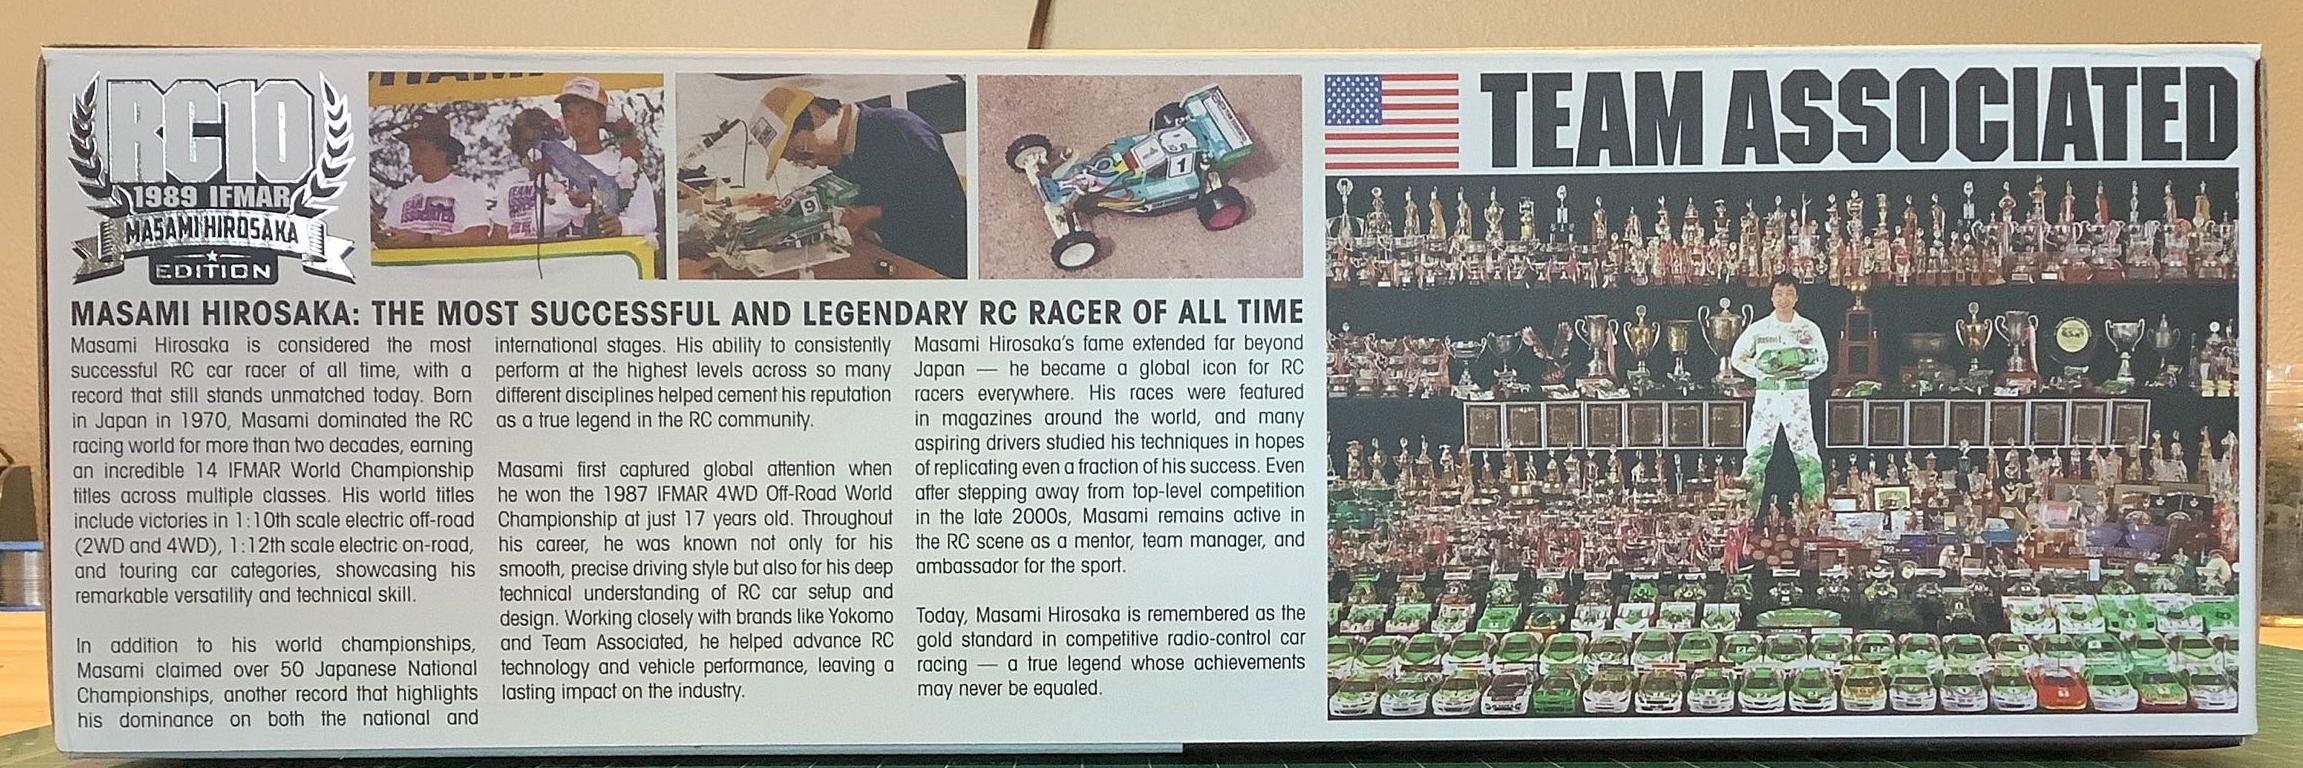 RC10
1989 IFMAR
MASAMI HIROSAKA
EDITION
9
1
TEAM ASSOCIATED
MASAMI HIROSAKA: THE MOST SUCCESSFUL AND LEGENDARY RC RACER OF ALL TIME
Masami Hirosaka is considered the most
successful RC car racer of all time, with a
record that still stands unmatched today. Born
in Japan in 1970, Masami dominated the RC
racing world for more than two decades, earning
an incredible 14 IFMAR World Championship
titles across multiple classes. His world titles
include victories in 1:10th scale electric off-road
(2WD and 4WD), 1:12th scale electric on-road,
and touring car categories, showcasing his
remarkable versatility and technical skill.
In addition to his world championships,
Masami claimed over 50 Japanese National
Championships, another record that highlights
his dominance on both the national and
international stages. His ability to consistently
perform at the highest levels across so many
different disciplines helped cement his reputation
as a true legend in the RC community.
Masami first captured global attention when
he won the 1987 IFMAR 4WD Off-Road World
Championship at just 17 years old. Throughout
his career, he was known not only for his
smooth, precise driving style but also for his deep
technical understanding of RC car setup and
design. Working closely with brands like Yokomo
and Team Associated, he helped advance RC
technology and vehicle performance, leaving a
lasting impact on the industry.
Masami Hirosaka's fame extended far beyond
Japan — he became a global icon for RC
racers everywhere. His races were featured
in magazines around the world, and many
aspiring drivers studied his techniques in hopes
of replicating even a fraction of his success. Even
after stepping away from top-level competition
in the late 2000s, Masami remains active in
the RC scene as a mentor, team manager, and
ambassador for the sport.
Today, Masami Hirosaka is remembered as the
gold standard in competitive radio-control car
racing — a true legend whose achievements
may never be equaled.